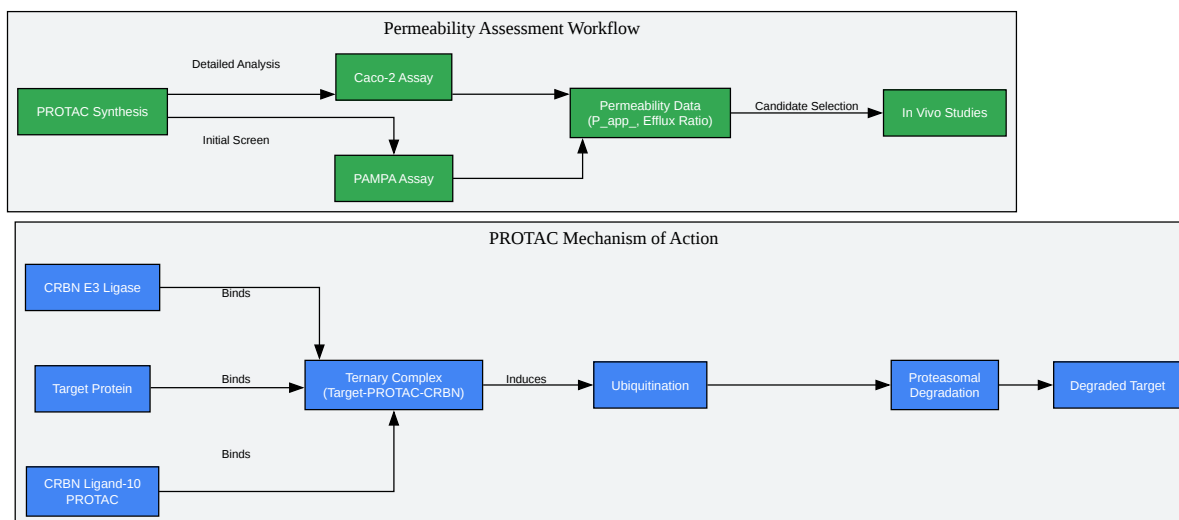 Permeability Assessment Workflow
Detailed Analysis
Caco-2 Assay
PROTAC Synthesis
Permeability Data
(P_app_, Efflux Ratio)
Candidate Selection
In Vivo Studies
Initial Screen
PAMPA Assay
PROTAC Mechanism of Action
CRBN E3 Ligase
Binds
Target Protein
Binds
Ternary Complex
(Target-PROTAC-CRBN)
Induces
Ubiquitination
Proteasomal
Degradation
Degraded Target
Binds
CRBN Ligand-10
PROTAC